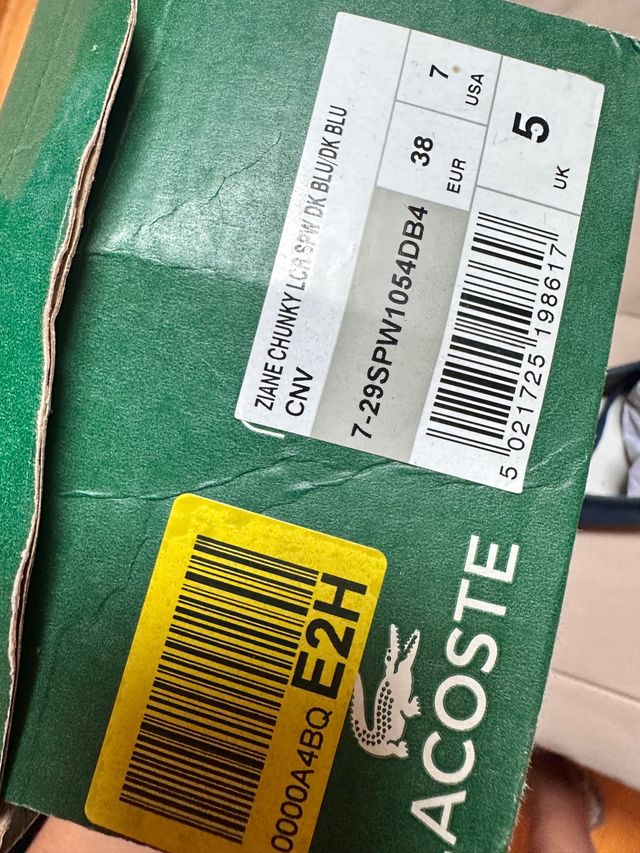 ZIANE CHUNKY LCR SPW DK BLU/DK BLU
CNV
7
USA
38
EUR
5
UK
7-29SPW1054DB4
5 021725 198617
0000A4BQ E2H
ACOSTE